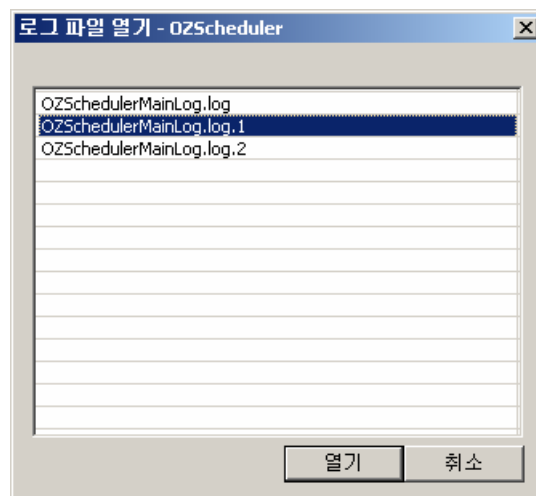 로그 파일 열기 - OZScheduler
OZSchedulerMainLog.log
OZSchedulerMainLog.log.1
OZSchedulerMainLog.log.2
열기 취소